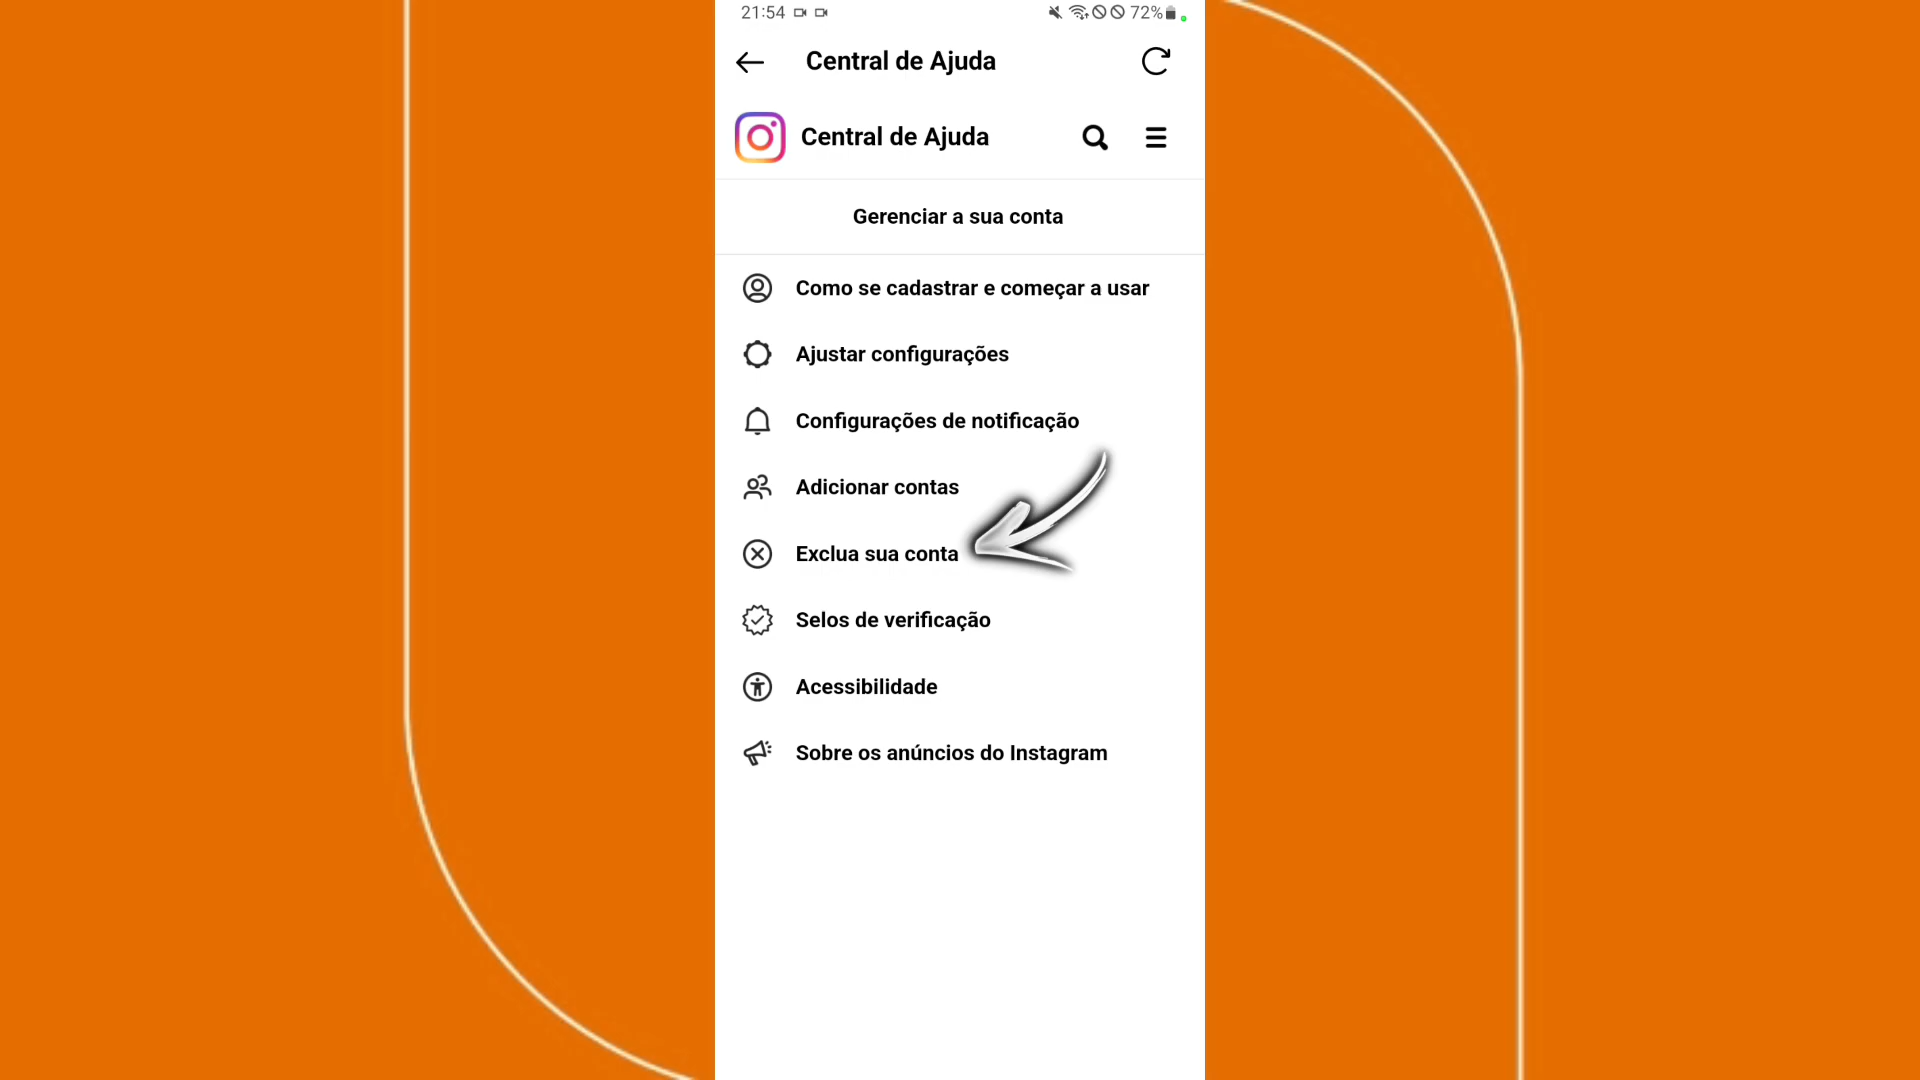 21:54 72%
Central de Ajuda
Central de Ajuda
Gerenciar a sua conta
Como se cadastrar e começar a usar
Ajustar configurações
Configurações de notificação
Adicionar contas
Exclua sua conta
Selos de verificação
Acessibilidade
Sobre os anúncios do Instagram